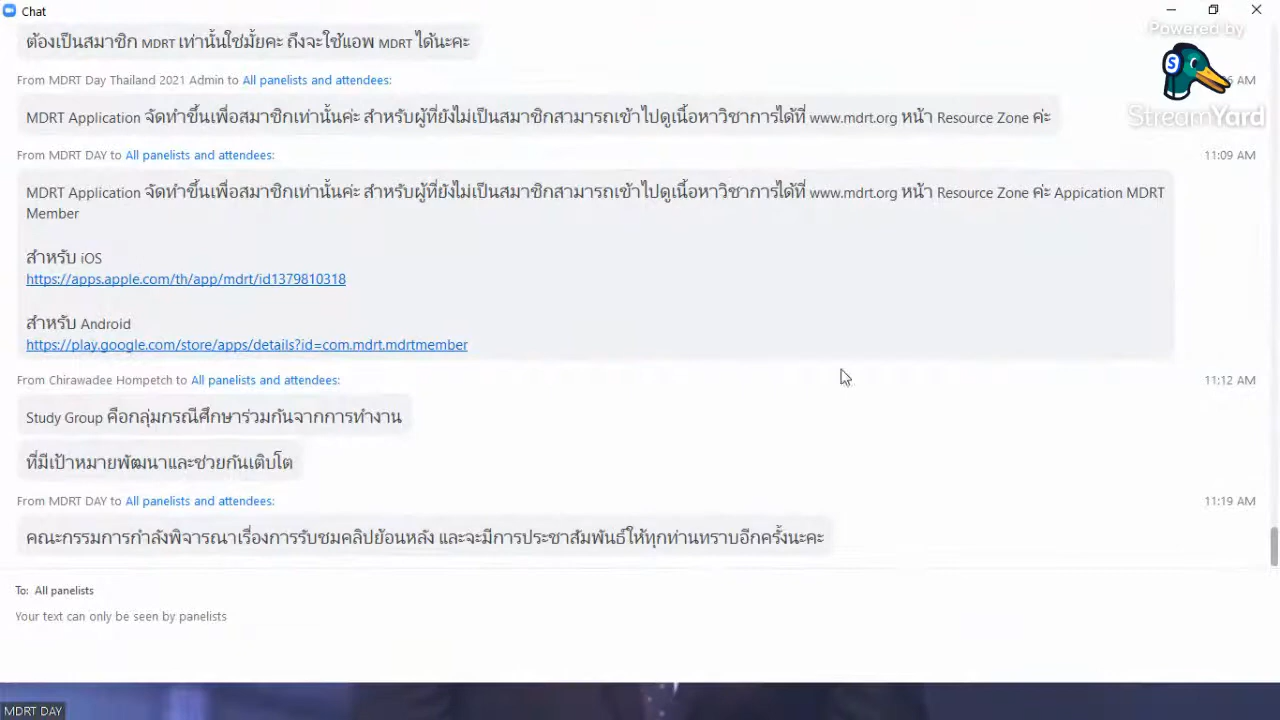 Chat
Powered by
ต้องเป็นสมาชิก MDRT เท่านั้นใช่มั้ยคะ ถึงจะใช้แอพ MDRT ได้นะคะ
From MDRT Day Thailand 2021 Admin to All panelists and attendees:
AM
StreamYard
MDRT Application จัดทำขึ้นเพื่อสมาชิกเท่านั้นค่ะ สำหรับผู้ที่ยังไม่เป็นสมาชิกสามารถเข้าไปดูเนื้อหาวิชาการได้ที่ www.mdrt.org หน้า Resource Zone ค่ะ
From MDRT DAY to All panelists and attendees:
11:09 AM
MDRT Application จัดทำขึ้นเพื่อสมาชิกเท่านั้นค่ะ สำหรับผู้ที่ยังไม่เป็นสมาชิกสามารถเข้าไปดูเนื้อหาวิชาการได้ที่ www.mdrt.org หน้า Resource Zone ค่ะ Appication MDRT
Member
สำหรับ iOS
https://apps.apple.com/th/app/mdrt/id1379810318
สำหรับ Android
https://play.google.com/store/apps/details?id=com.mdrt.mdrtmember
From Chirawadee Hompetch to All panelists and attendees:
11:12 AM
Study Group คือกลุ่มกรณีศึกษาร่วมกันจากการทำงาน
ที่มีเป้าหมายพัฒนาและช่วยกันเติบโต
From MDRT DAY to All panelists and attendees:
11:19 AM
คณะกรรมการกำลังพิจารณาเรื่องการรับชมคลิปย้อนหลัง และจะมีการประชาสัมพันธ์ให้ทุกท่านทราบอีกครั้งนะคะ
To: All panelists
Your text can only be seen by panelists
MDRT DAY